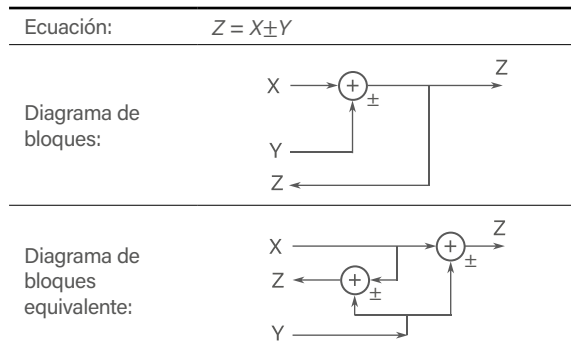 Ecuación: Z = X±Y
Diagrama de
bloques:
X + ± Z
Y
Z
Diagrama de
bloques
equivalente:
X + ± Z
Z + ±
Y